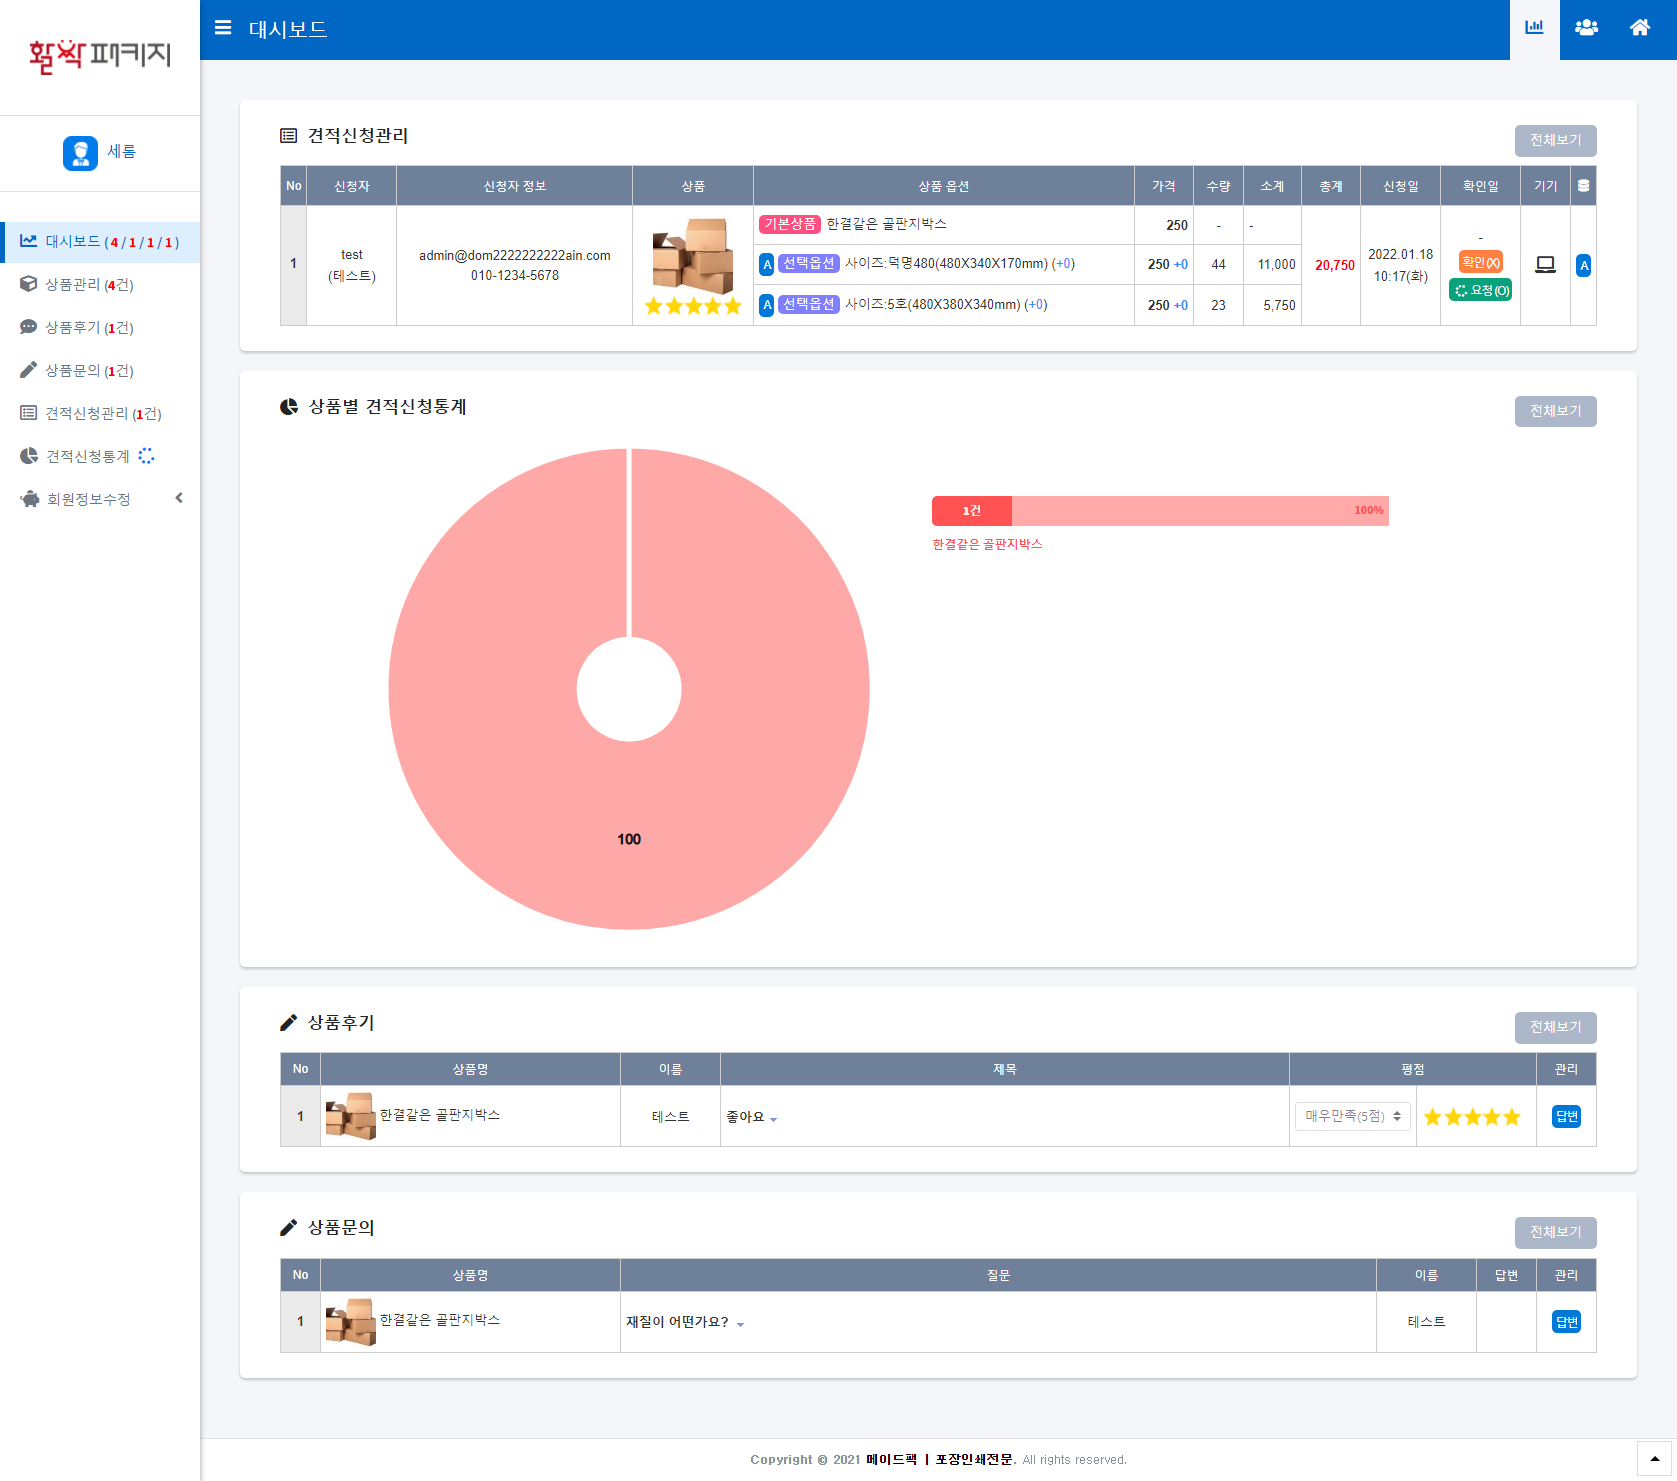 대시보드
활짝패키지
세롬
대시보드 ( 4 / 1 / 1 / 1 )
상품관리 (4건)
상품후기 (1건)
상품문의 (1건)
견적신청관리 (1건)
견적신청통계
회원정보수정
견적신청관리
전체보기
No 신청자 신청자 정보 상품 상품 옵션 가격 수량 소계 총계 신청일 확인일 기기
1 test (테스트) admin@dom2222222222ain.com 010-1234-5678
기본상품 한결같은 골판지박스 250 - -
A 선택옵션 사이즈:덕명480(480X340X170mm) (+0) 250 +0 44 11,000
A 선택옵션 사이즈:5호(480X380X340mm) (+0) 250 +0 23 5,750
20,750 2022.01.18 10:17(화) - 확인(X) 요청(O) A
상품별 견적신청통계
전체보기
1건 100%
한결같은 골판지박스
100
상품후기
전체보기
No 상품명 이름 제목 평점 관리
1 한결같은 골판지박스 테스트 좋아요 매우만족(5점) 답변
상품문의
전체보기
No 상품명 질문 이름 답변 관리
1 한결같은 골판지박스 재질이 어떤가요? 테스트 답변
Copyright © 2021 메이드팩 | 포장인쇄전문. All rights reserved.